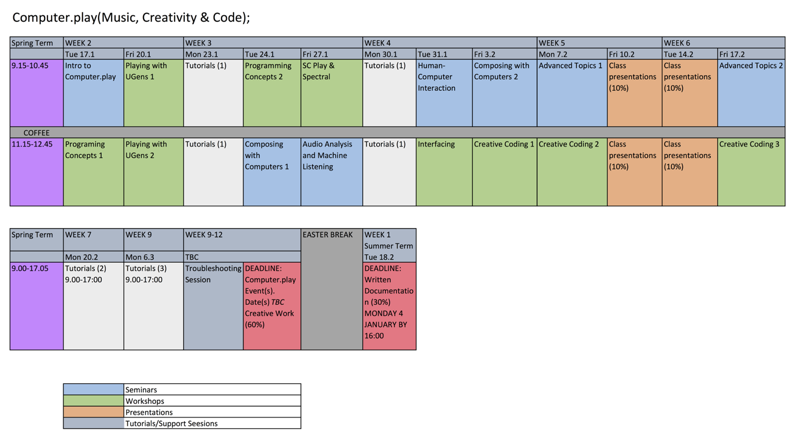 Computer.play(Music, Creativity & Code);
Spring Term WEEK 2 WEEK 3 WEEK 4 WEEK 5 WEEK 6
Tue 17.1 Fri 20.1 Mon 23.1 Tue 24.1 Fri 27.1 Mon 30.1 Tue 31.1 Fri 3.2 Mon 7.2 Fri 10.2 Tue 14.2 Fri 17.2
9.15-10.45 Intro to Playing with Tutorials (1) Programming SC Play & Tutorials (1) Human- Composing with Advanced Topics 1 Class Class Advanced Topics 2
Computer.play UGens 1 Concepts 2 Spectral Computer Computers 2 presentations presentations
Interaction (10%) (10%)
COFFEE
11.15-12.45 Programing Playing with Tutorials (1) Composing Audio Analysis Tutorials (1) Interfacing Creative Coding 1 Creative Coding 2 Class Class Creative Coding 3
Concepts 1 UGens 2 with and Machine presentations presentations
Computers 1 Listening (10%) (10%)
Spring Term WEEK 7 WEEK 9 WEEK 9-12 EASTER BREAK WEEK 1
Summer Term
Mon 20.2 Mon 6.3 TBC Tue 18.2
9.00-17.05 Tutorials (2) Tutorials (3) Troubleshooting DEADLINE: DEADLINE:
9.00-17:00 9.00-17:00 Session Computer.play Written
Event(s). Documentatio
Date(s) TBC n (30%)
Creative Work MONDAY 4
(60%) JANUARY BY
16:00
Seminars
Workshops
Presentations
Tutorials/Support Seesions